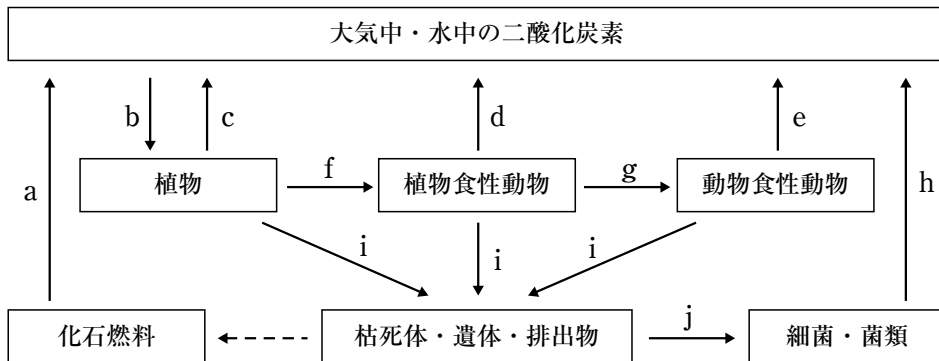 大気中・水中の二酸化炭素
b
c
d
e
a
植物
f
植物食性動物
g
動物食性動物
h
i
i
i
化石燃料
枯死体・遺体・排出物
j
細菌・菌類